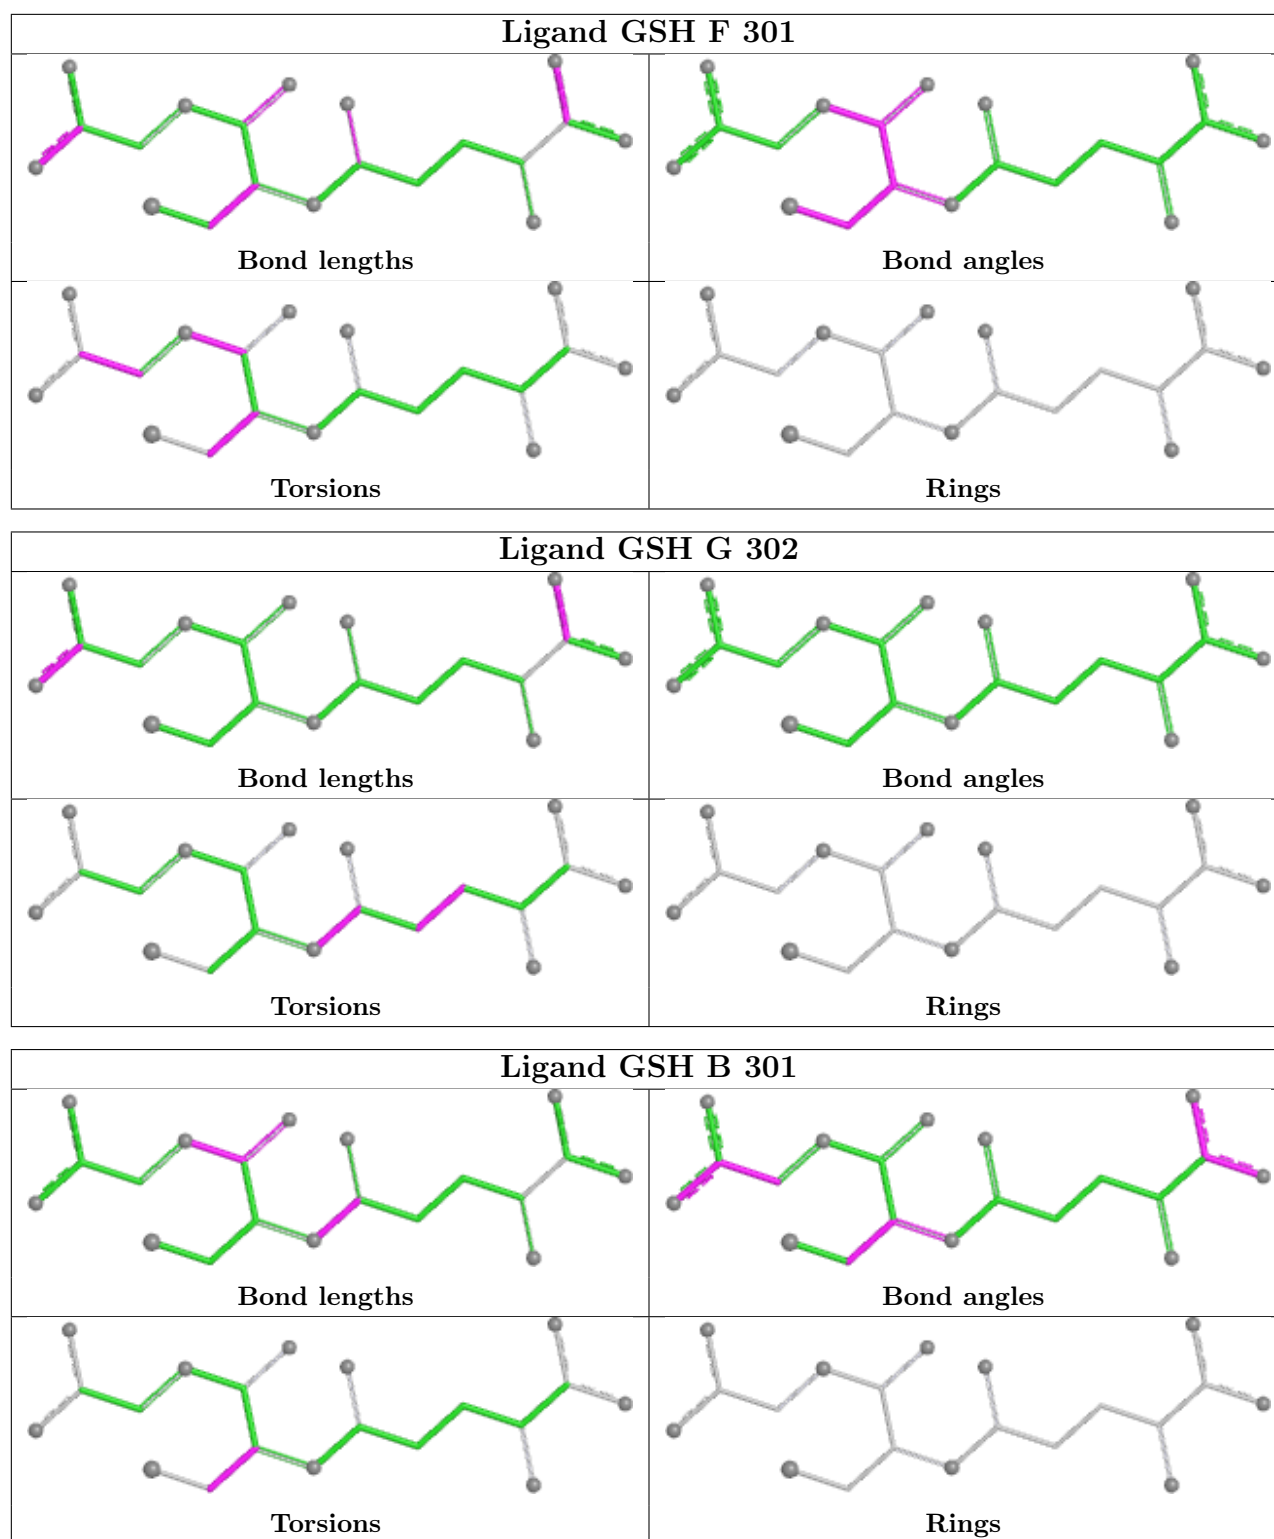 Ligand GSH F 301
Bond lengths
Bond angles
Torsions
Rings
Ligand GSH G 302
Bond lengths
Bond angles
Torsions
Rings
Ligand GSH B 301
Bond lengths
Bond angles
Torsions
Rings